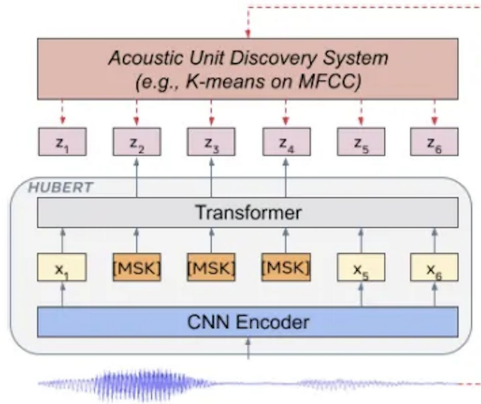 Acoustic Unit Discovery System
(e.g., K-means on MFCC)
z1 z2 z3 z4 z5 z6
HUBERT
Transformer
x1 [MSK] [MSK] [MSK] x5 x6
CNN Encoder